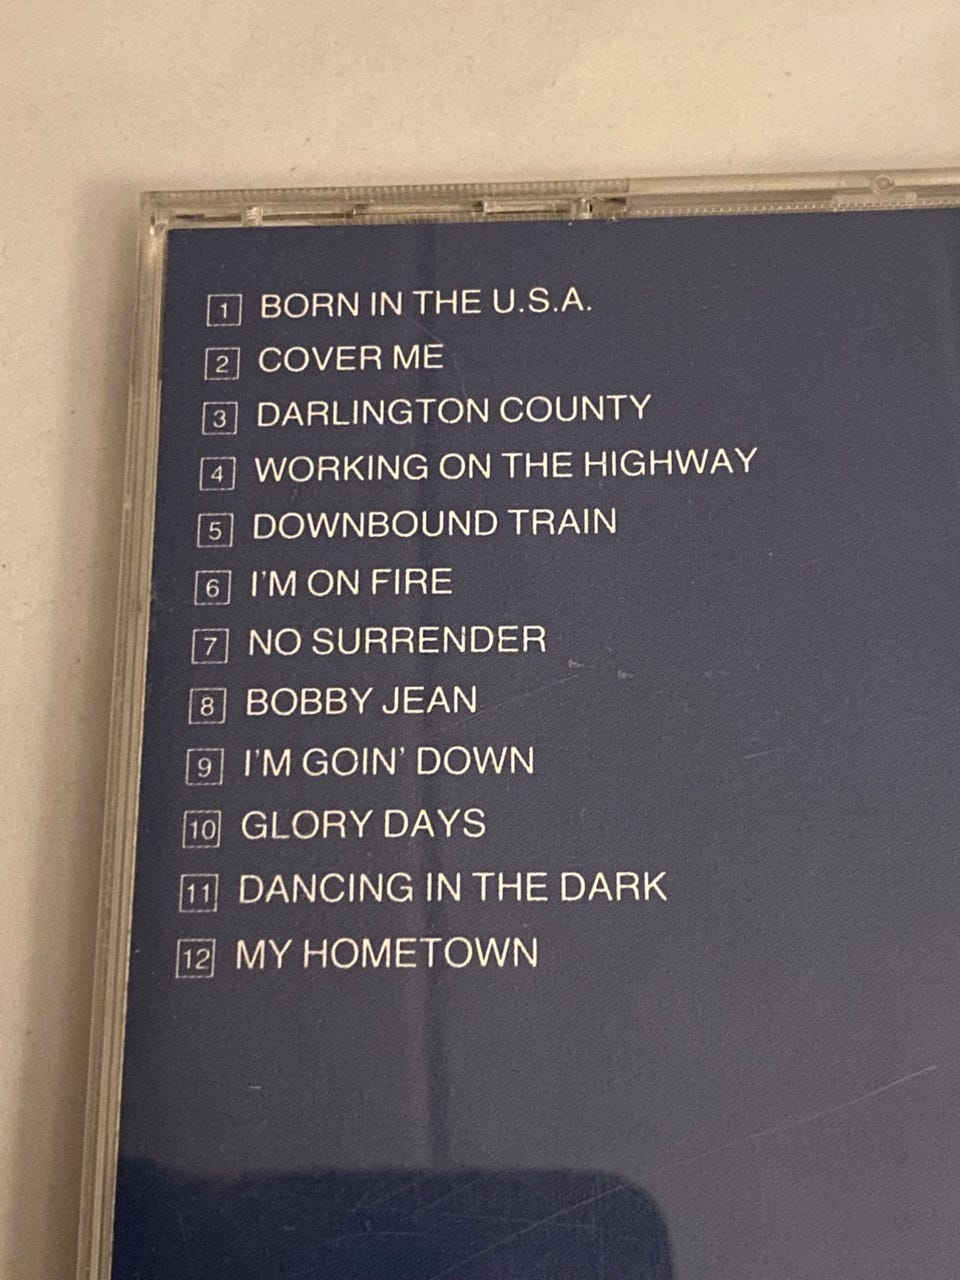 1 BORN IN THE U.S.A.
2 COVER ME
3 DARLINGTON COUNTY
4 WORKING ON THE HIGHWAY
5 DOWNBOUND TRAIN
6 I'M ON FIRE
7 NO SURRENDER
8 BOBBY JEAN
9 I'M GOIN' DOWN
10 GLORY DAYS
11 DANCING IN THE DARK
12 MY HOMETOWN